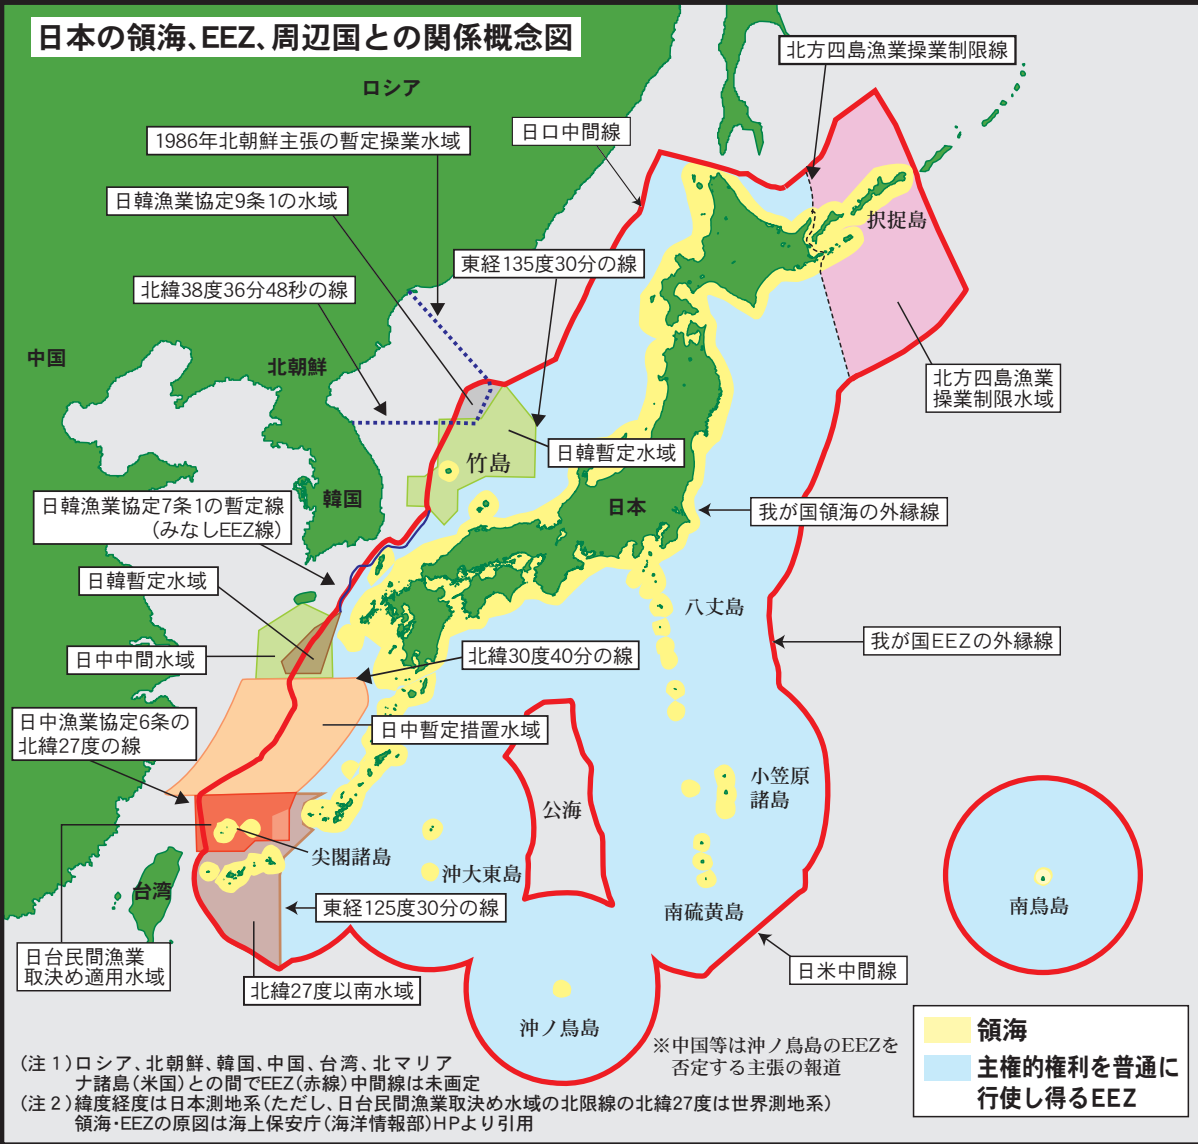 日本の領海、EEZ、周辺国との関係概念図
北方四島漁業操業制限線
ロシア
1986年北朝鮮主張の暫定操業水域
日ロ中間線
日韓漁業協定9条1の水域
択捉島
東経135度30分の線
北緯38度36分48秒の線
中国
北朝鮮
北方四島漁業
操業制限水域
日韓暫定水域
竹島
韓国
日本
日韓漁業協定7条1の暫定線
(みなしEEZ線)
我が国領海の外縁線
日韓暫定水域
八丈島
我が国EEZの外縁線
日中中間水域
北緯30度40分の線
日中漁業協定6条の
北緯27度の線
日中暫定措置水域
小笠原
諸島
公海
尖閣諸島
沖大東島
台湾
東経125度30分の線
南硫黄島
南鳥島
日台民間漁業
取決め適用水域
北緯27度以南水域
日米中間線
沖ノ鳥島
※中国等は沖ノ鳥島のEEZを
否定する主張の報道
領海
主権的権利を普通に
行使し得るEEZ
(注1)ロシア、北朝鮮、韓国、中国、台湾、北マリア
ナ諸島(米国)との間でEEZ(赤線)中間線は未画定
(注2)緯度経度は日本測地系(ただし、日台民間漁業取決め水域の北限線の北緯27度は世界測地系)
領海・EEZの原図は海上保安庁(海洋情報部)HPより引用